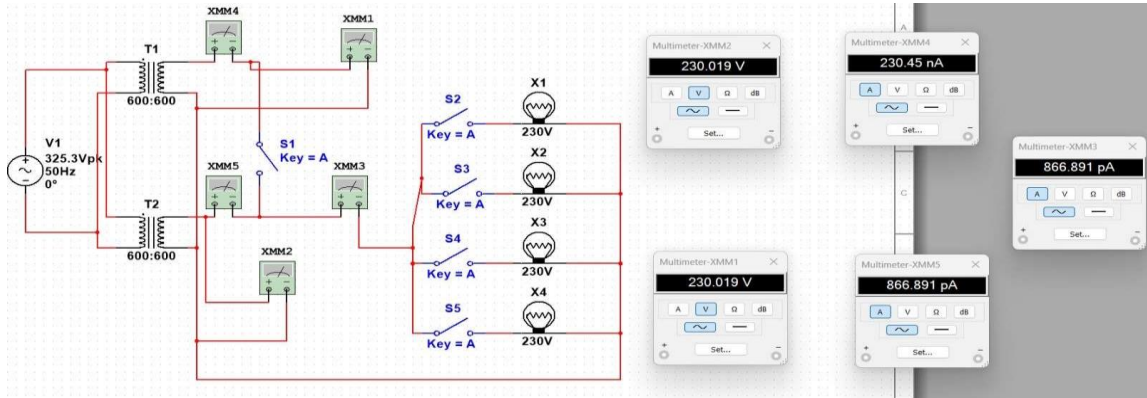 XMM4
XMM1
T1
600:600
V1
325.3Vpk
50Hz
0°
S1
Key = A
XMM5
XMM3
T2
600:600
XMM2
S2
Key = A
X1
230V
S3
Key = A
X2
230V
S4
Key = A
X3
230V
S5
Key = A
X4
230V
Multimeter-XMM2
230.019 V
A V Ω dB
Set...
+ −
Multimeter-XMM4
230.45 nA
A V Ω dB
Set...
+ −
Multimeter-XMM3
866.891 pA
A V Ω dB
Set...
+ −
Multimeter-XMM1
230.019 V
A V Ω dB
Set...
+ −
Multimeter-XMM5
866.891 pA
A V Ω dB
Set...
+ −
A
C